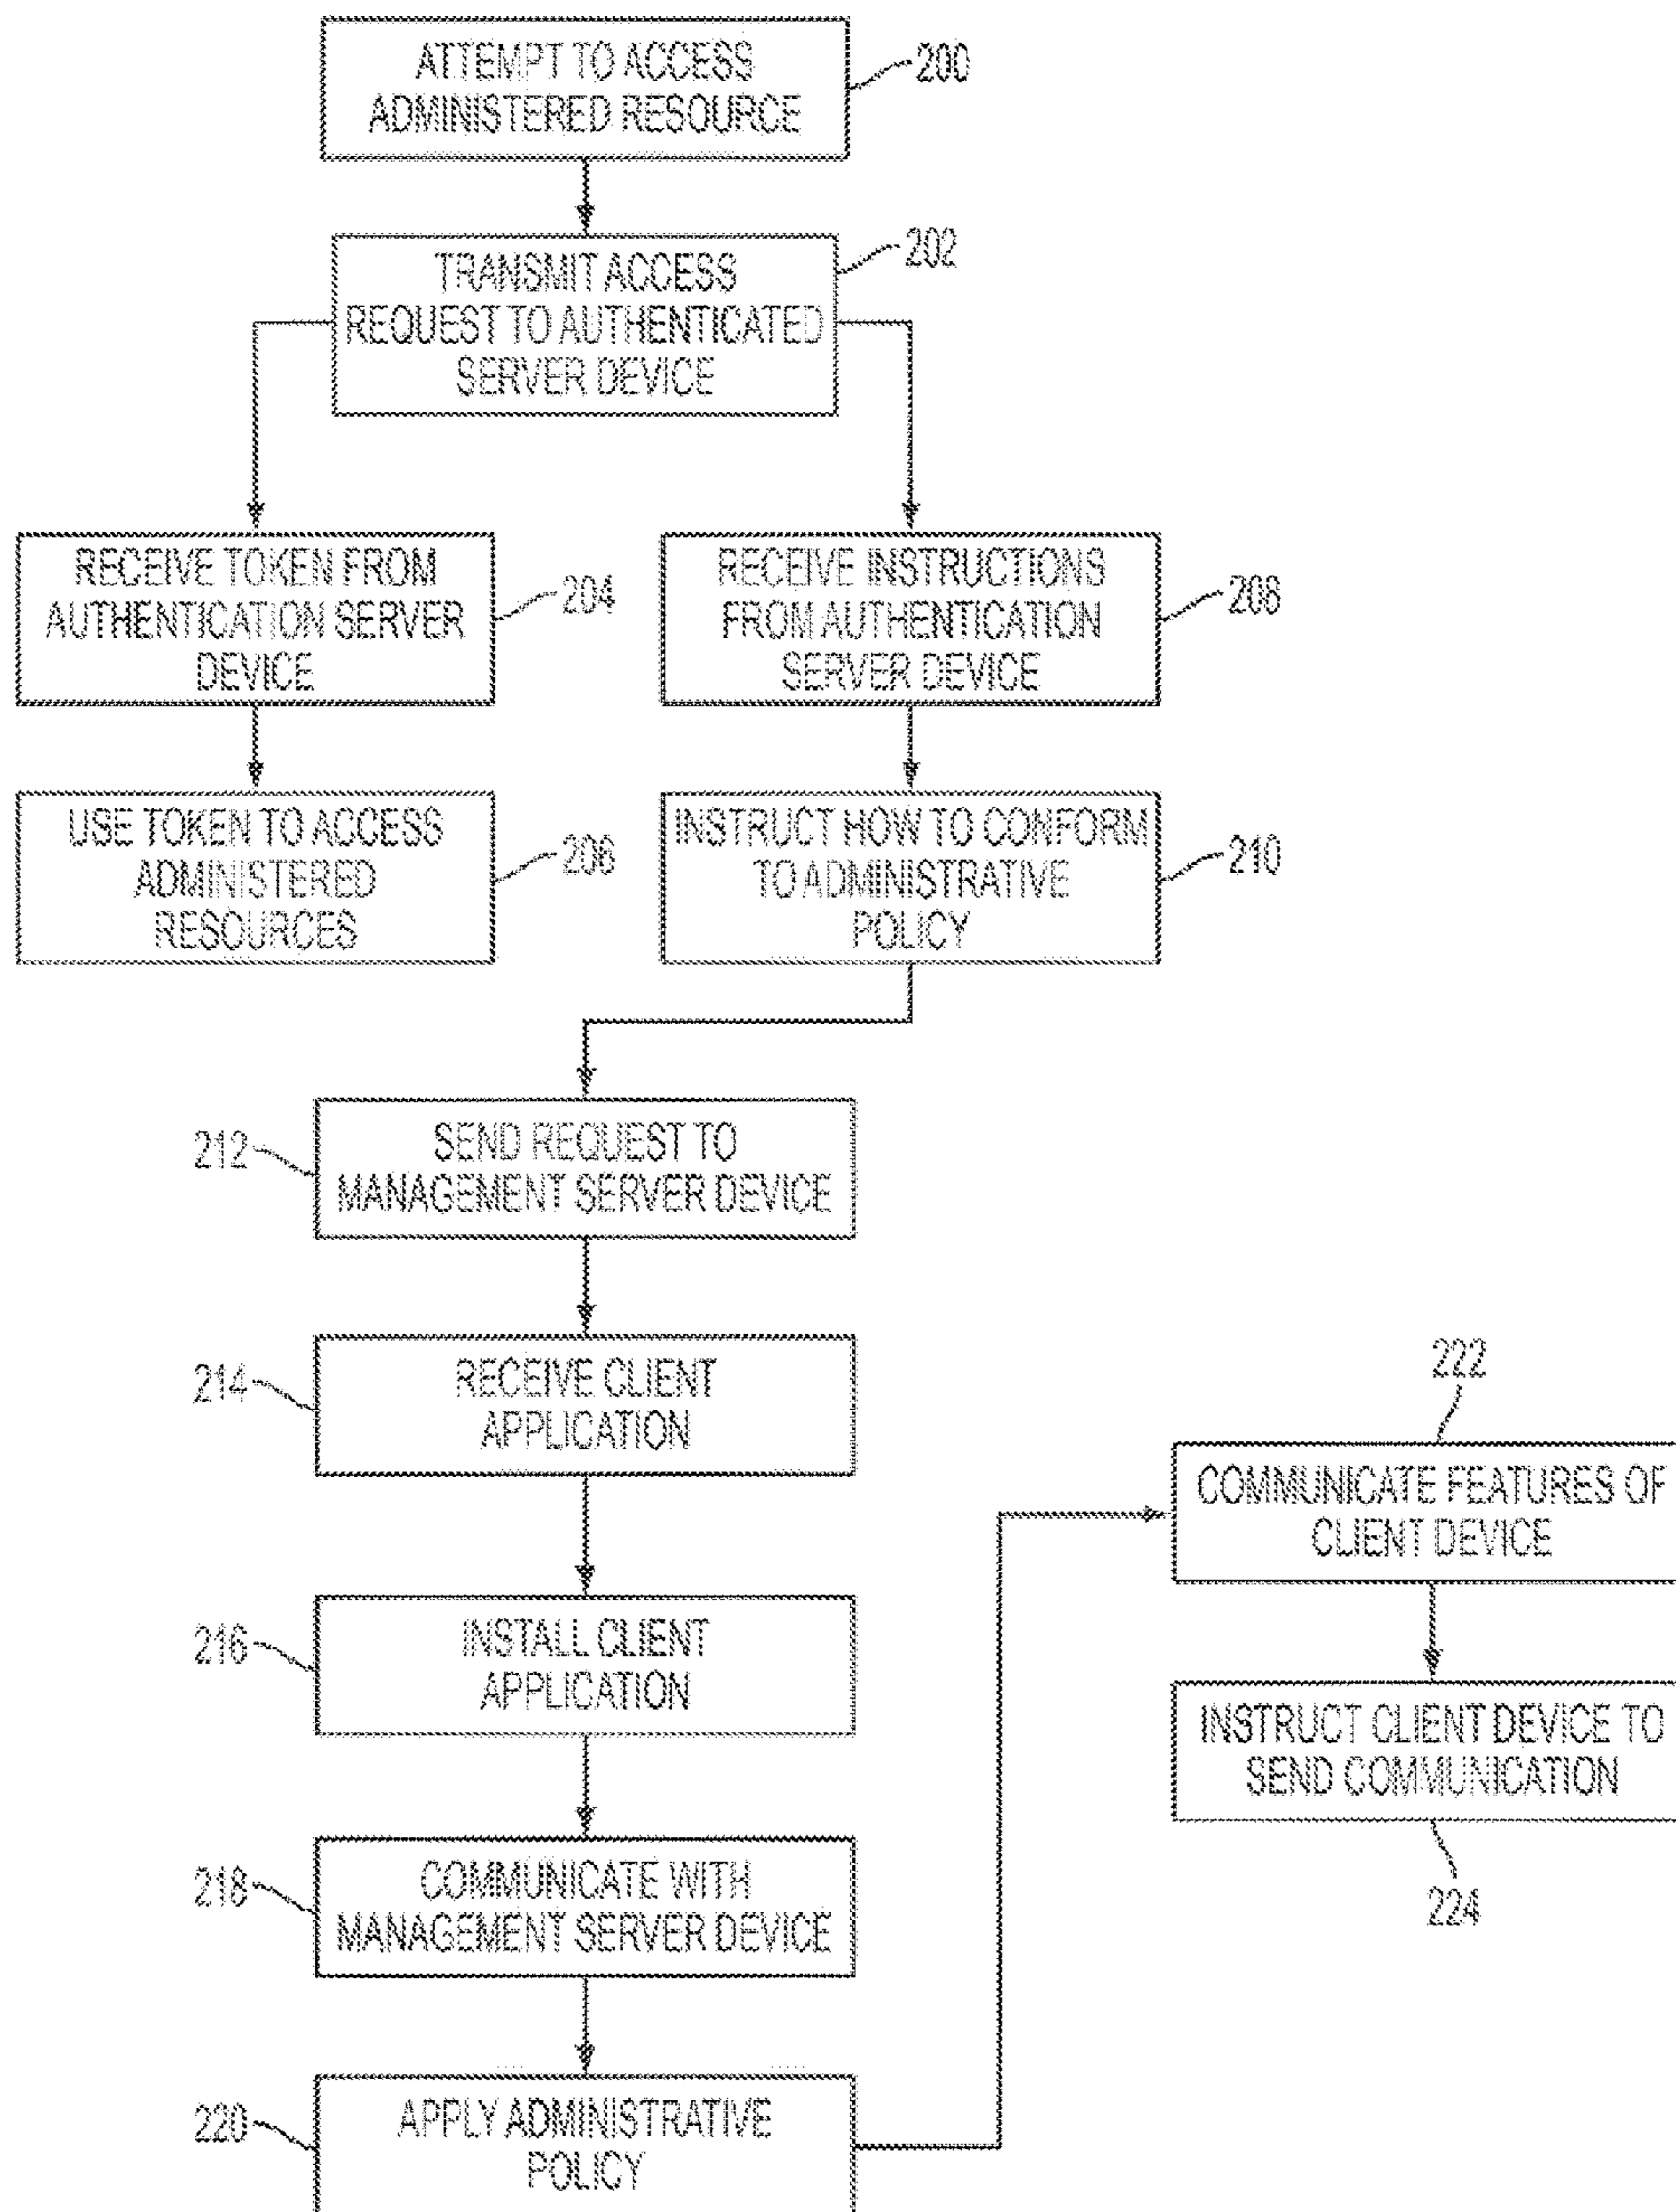 ATTEMPT TO ACCESS
ADMINISTERED RESOURCE
200
TRANSMIT ACCESS
REQUEST TO AUTHENTICATED
SERVER DEVICE
202
RECEIVE TOKEN FROM
AUTHENTICATION SERVER
DEVICE
204
RECEIVE INSTRUCTIONS
FROM AUTHENTICATION
SERVER DEVICE
208
USE TOKEN TO ACCESS
ADMINISTERED
RESOURCES
206
INSTRUCT HOW TO CONFORM
TO ADMINISTRATIVE
POLICY
210
212
SEND REQUEST TO
MANAGEMENT SERVER DEVICE
214
RECEIVE CLIENT
APPLICATION
216
INSTALL CLIENT
APPLICATION
218
COMMUNICATE WITH
MANAGEMENT SERVER DEVICE
220
APPLY ADMINISTRATIVE
POLICY
222
COMMUNICATE FEATURES OF
CLIENT DEVICE
INSTRUCT CLIENT DEVICE TO
SEND COMMUNICATION
224